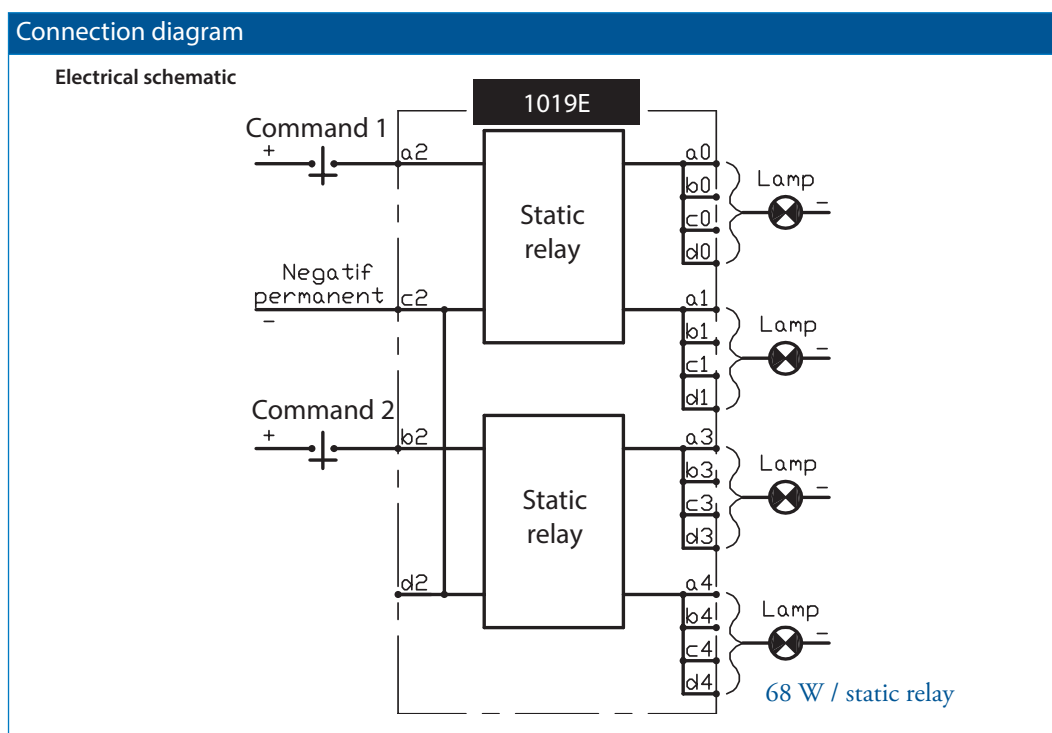 Connection diagram
Electrical schematic
1019E
Command 1
+
a2
Static
relay
a0
b0
c0
d0
Lamp
–
Negatif
permanent
–
c2
a1
b1
c1
d1
Lamp
–
Command 2
+
b2
Static
relay
a3
b3
c3
d3
Lamp
–
d2
a4
b4
c4
d4
Lamp
–
68 W / static relay